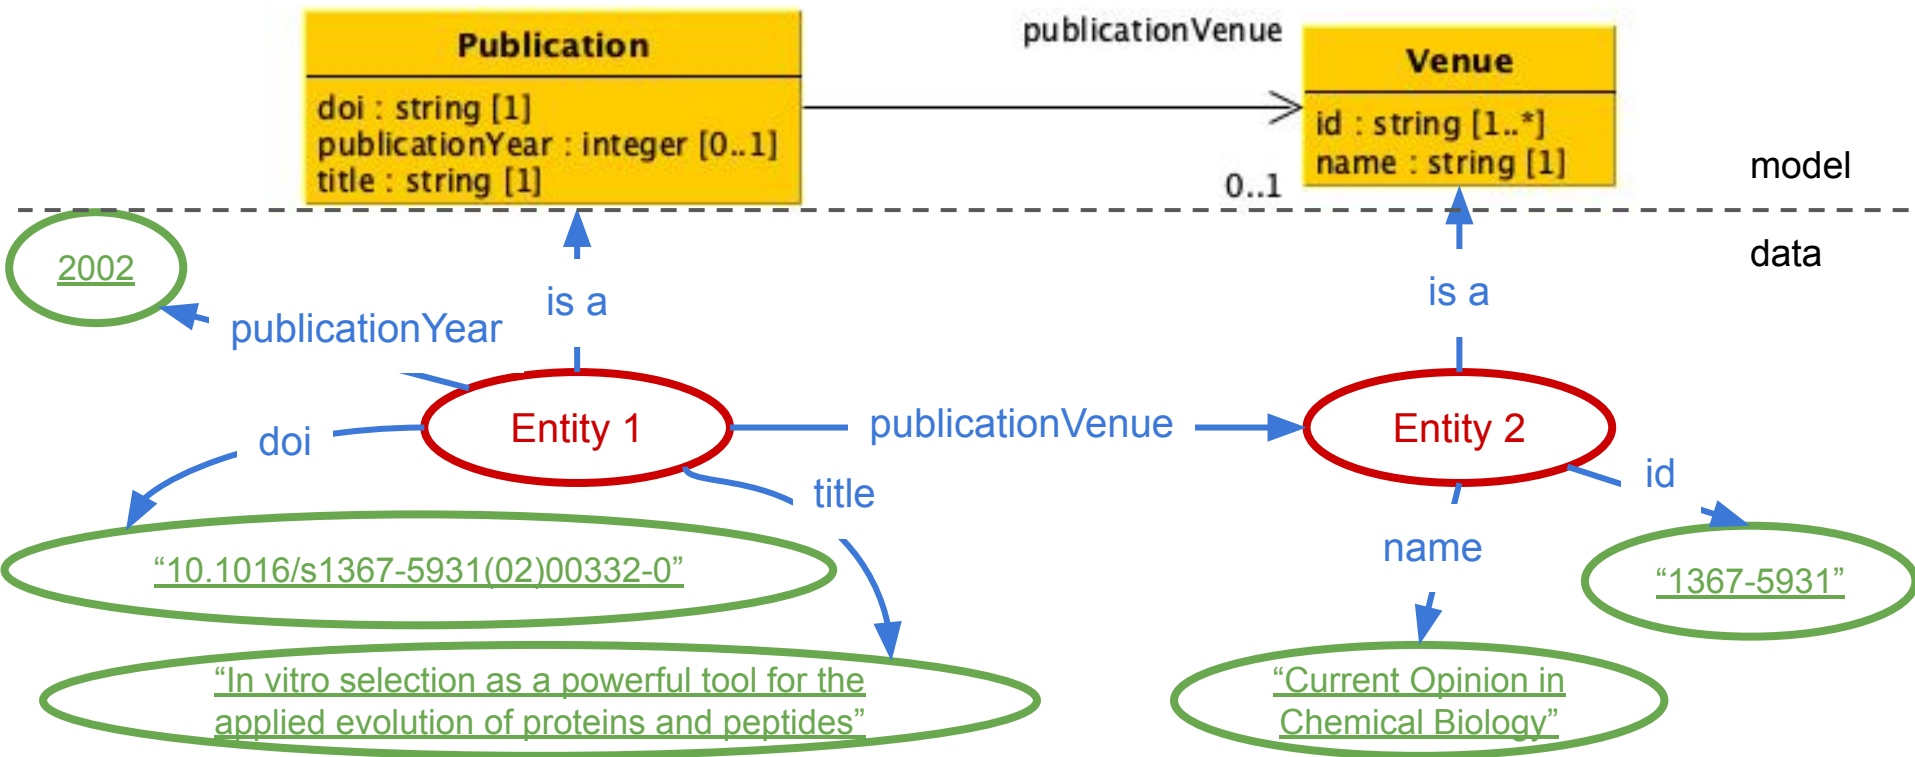 publicationVenue
Publication
Venue
doi : string [1]
publicationYear : integer [0..1]
title : string [1]
id : string [1..*]
name : string [1]
0..1
model
data
2002
is a
is a
publicationYear
Entity 1
publicationVenue
Entity 2
doi
title
id
name
“10.1016/s1367-5931(02)00332-0”
“1367-5931”
“In vitro selection as a powerful tool for the
applied evolution of proteins and peptides”
“Current Opinion in
Chemical Biology”